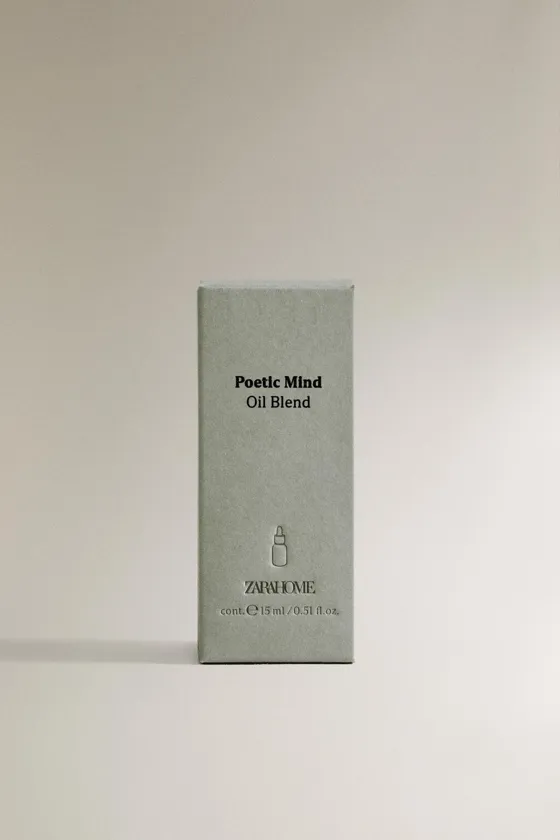 Poetic Mind
Oil Blend
ZARAHOME
cont. ℮ 15 ml / 0.51 fl.oz.